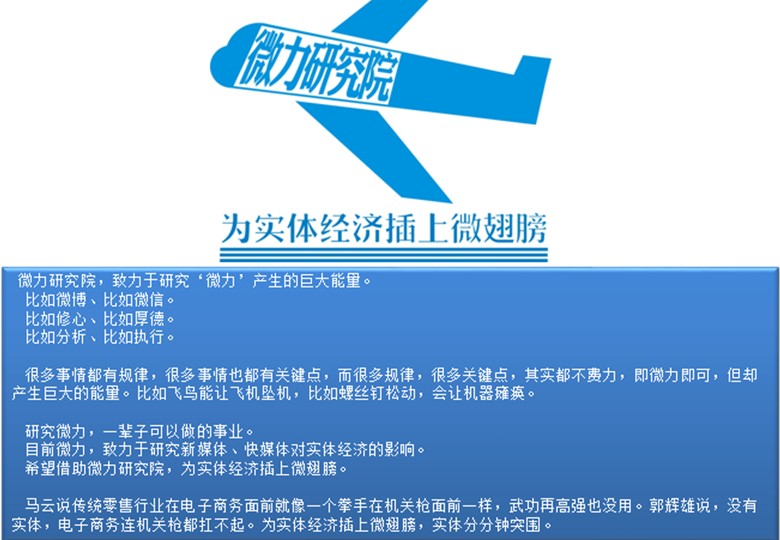 微力研究院
为实体经济插上微翅膀
微力研究院，致力于研究‘微力’产生的巨大能量。
比如微博、比如微信。
比如修心、比如厚德。
比如分析、比如执行。
很多事情都有规律，很多事情也都有关键点，而很多规律，很多关键点，其实都不费力，即微力即可，但却
产生巨大的能量。比如飞鸟能让飞机坠机，比如螺丝钉松动，会让机器瘫痪。
研究微力，一辈子可以做的事业。
目前微力，致力于研究新媒体、快媒体对实体经济的影响。
希望借助微力研究院，为实体经济插上微翅膀。
马云说传统零售行业在电子商务面前就像一个拳手在机关枪面前一样，武功再高强也没用。郭辉雄说，没有
实体，电子商务连机关枪都扛不起。为实体经济插上微翅膀，实体分分钟突围。